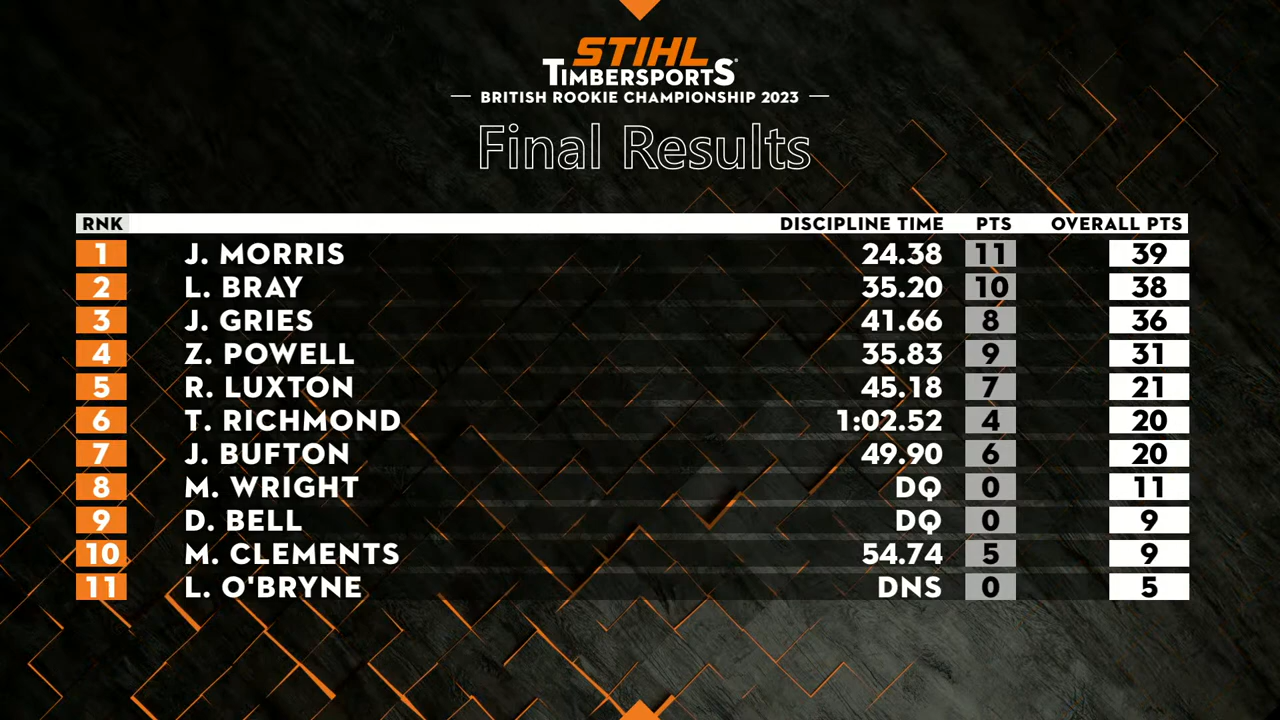 STIHL
TIMBERSPORTS®
BRITISH ROOKIE CHAMPIONSHIP 2023
Final Results
RNK DISCIPLINE TIME PTS OVERALL PTS
1 J. MORRIS 24.38 11 39
2 L. BRAY 35.20 10 38
3 J. GRIES 41.66 8 36
4 Z. POWELL 35.83 9 31
5 R. LUXTON 45.18 7 21
6 T. RICHMOND 1:02.52 4 20
7 J. BUFTON 49.90 6 20
8 M. WRIGHT DQ 0 11
9 D. BELL DQ 0 9
10 M. CLEMENTS 54.74 5 9
11 L. O'BRYNE DNS 0 5